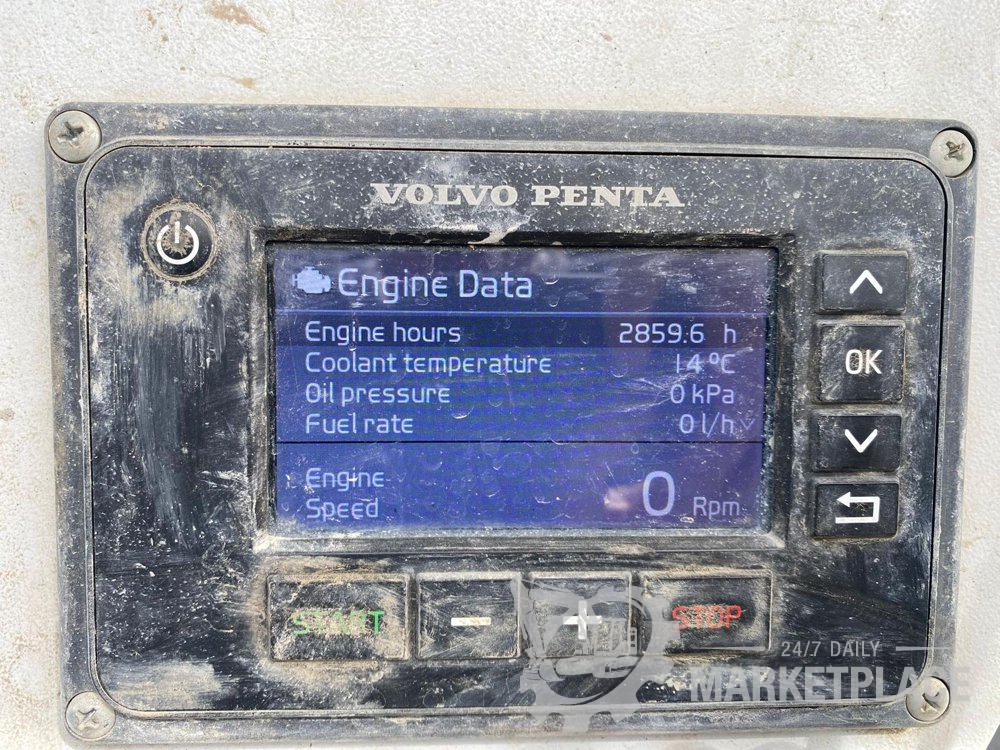 VOLVO PENTA
Engine Data
Engine hours 2859.6 h
Coolant temperature 14 °C
Oil pressure 0 kPa
Fuel rate 0 l/h
Engine
Speed 0 Rpm
OK
START - + STOP
24/7 DAILY
MARKETPLACE